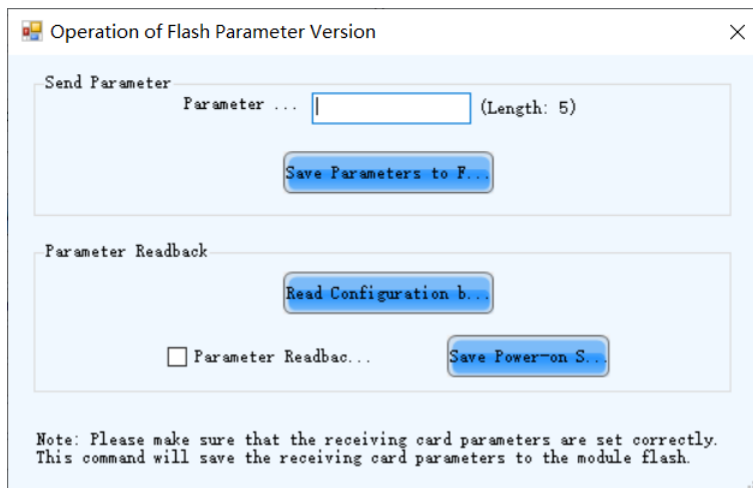 Operation of Flash Parameter Version
Send Parameter
Parameter ... (Length: 5)
Save Parameters to F...
Parameter Readback
Read Configuration b...
Parameter Readbac... Save Power-on S...
Note: Please make sure that the receiving card parameters are set correctly.
This command will save the receiving card parameters to the module flash.